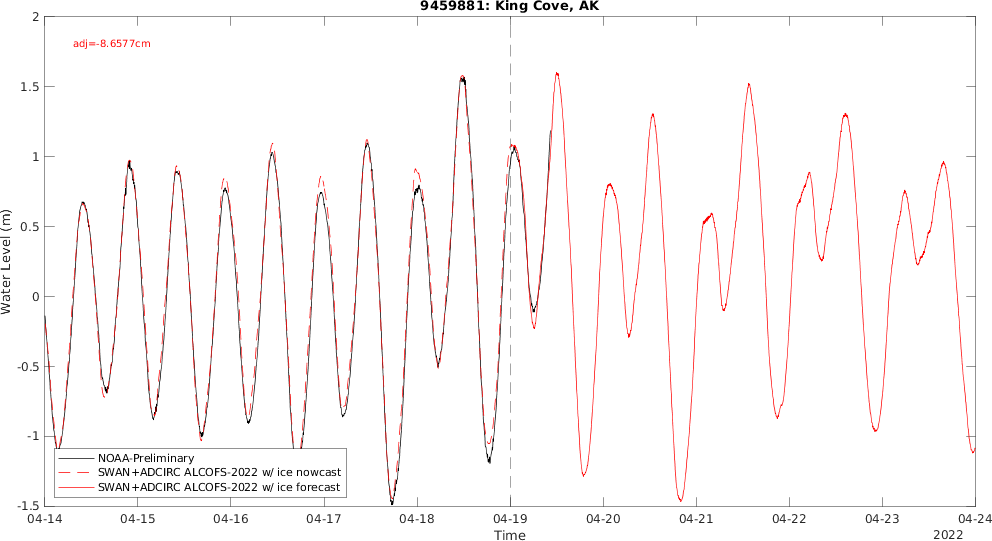 9459881: King Cove, AK
adj=-8.6577cm
Water Level (m)
2
1.5
1
0.5
0
-0.5
-1
-1.5
NOAA-Preliminary
SWAN+ADCIRC ALCOFS-2022 w/ ice nowcast
SWAN+ADCIRC ALCOFS-2022 w/ ice forecast
04-14 04-15 04-16 04-17 04-18 04-19 04-20 04-21 04-22 04-23 04-24
Time
2022